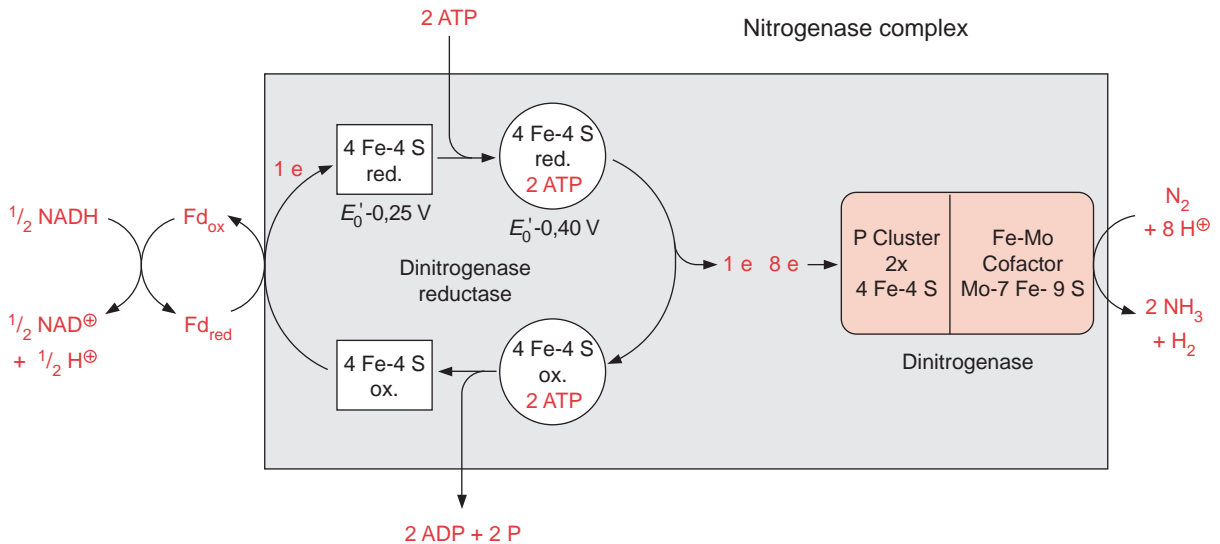 2 ATP
Nitrogenase complex
4 Fe-4 S
red.
4 Fe-4 S
red.
2 ATP
1 e
E₀′-0,25 V
E₀′-0,40 V
½ NADH
Fdox
P Cluster
2x
4 Fe-4 S
Fe-Mo
Cofactor
Mo-7 Fe- 9 S
N₂
+ 8 H⊕
Dinitrogenase
reductase
1 e 8 e
½ NAD⊕
+ ½ H⊕
Fdred
2 NH₃
+ H₂
4 Fe-4 S
ox.
4 Fe-4 S
ox.
2 ATP
Dinitrogenase
2 ADP + 2 P